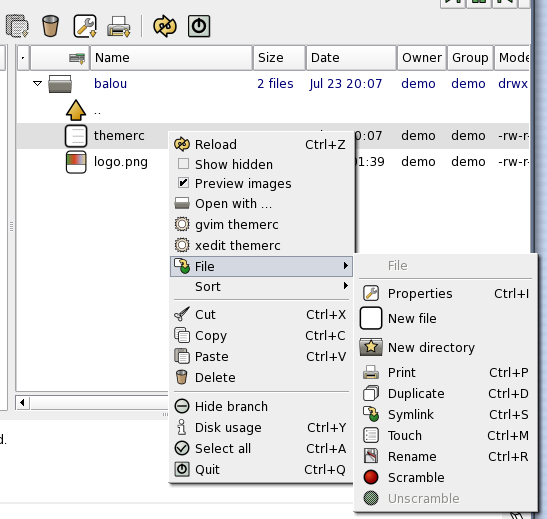 Name Size Date Owner Group Mode
balou 2 files Jul 23 20:07 demo demo drwx
..
themerc 0:07 demo demo -rw-r-
logo.png 01:39 demo demo -rw-r-
Reload Ctrl+Z
Show hidden
Preview images
Open with ...
gvim themerc
xedit themerc
File
Sort
Cut Ctrl+X
Copy Ctrl+C
Paste Ctrl+V
Delete
Hide branch
Disk usage Ctrl+Y
Select all Ctrl+A
Quit Ctrl+Q
File
Properties Ctrl+I
New file
New directory
Print Ctrl+P
Duplicate Ctrl+D
Symlink Ctrl+S
Touch Ctrl+M
Rename Ctrl+R
Scramble
Unscramble
d.